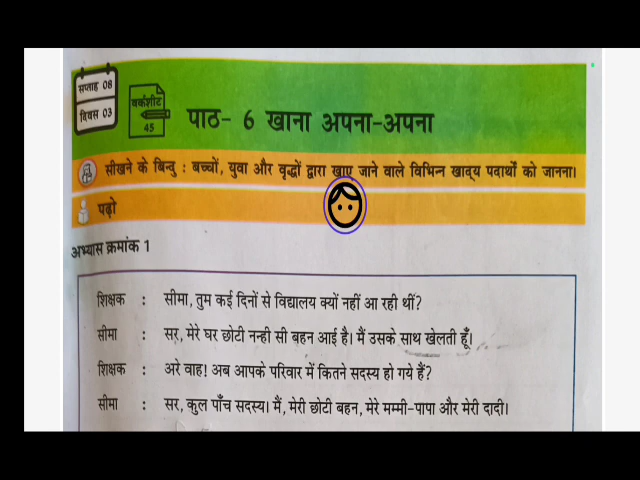 सप्ताह 08
दिवस 03
वर्कशीट
45
पाठ- 6 खाना अपना-अपना
सीखने के बिन्दु : बच्चों, युवा और वृद्धों द्वारा खाए जाने वाले विभिन्न खाद्य पदार्थों को जानना।
पढ़ो
अभ्यास क्रमांक 1
शिक्षक : सीमा, तुम कई दिनों से विद्यालय क्यों नहीं आ रही थीं?
सीमा : सर, मेरे घर छोटी नन्ही सी बहन आई है। मैं उसके साथ खेलती हूँ।
शिक्षक : अरे वाह! अब आपके परिवार में कितने सदस्य हो गये हैं?
सीमा : सर, कुल पाँच सदस्य। मैं, मेरी छोटी बहन, मेरे मम्मी-पापा और मेरी दादी।